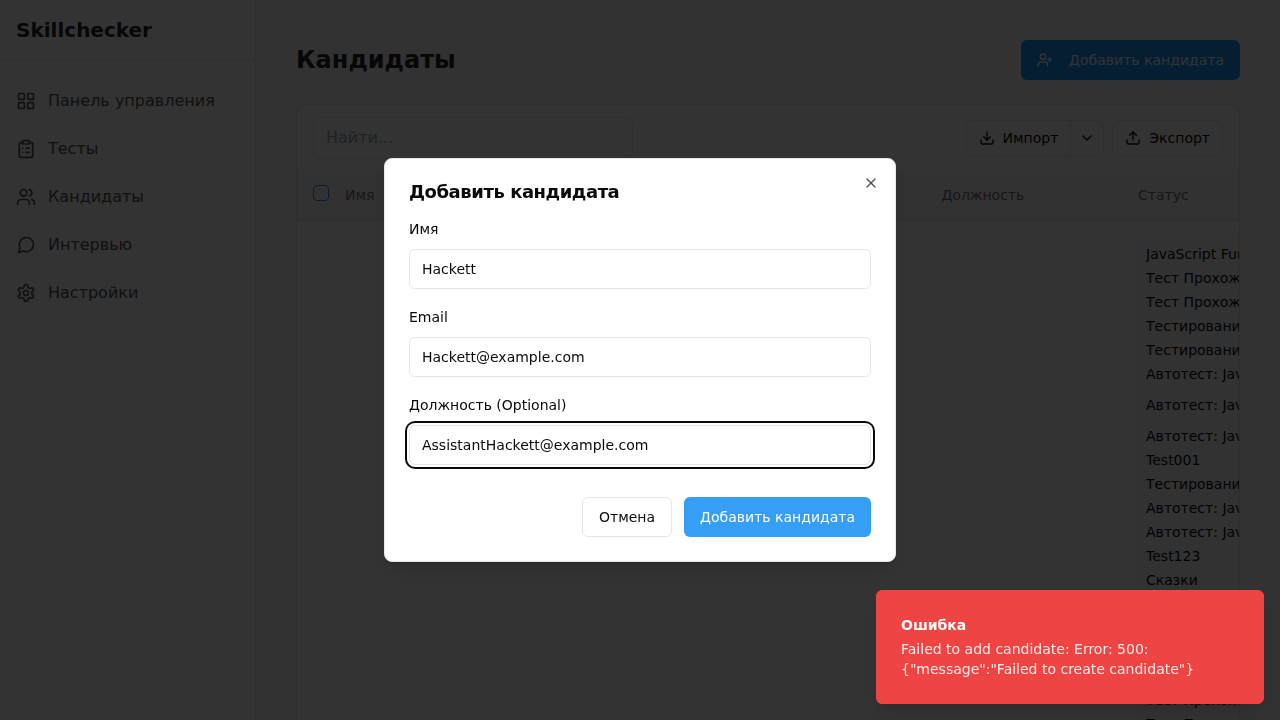 Skillchecker
Панель управления
Тесты
Кандидаты
Интервью
Настройки
Кандидаты
Добавить кандидата
Найти...
Импорт
Экспорт
Имя
Должность
Статус
JavaScript Fu
Тест Прохож
Тест Прохож
Тестировани
Тестировани
Автотест: Jav
Автотест: Jav
Автотест: Jav
Test001
Тестировани
Автотест: Jav
Автотест: Jav
Test123
Сказки
Добавить кандидата
Имя
Hackett
Email
Hackett@example.com
Должность (Optional)
AssistantHackett@example.com
Отмена
Добавить кандидата
Ошибка
Failed to add candidate: Error: 500:
{"message":"Failed to create candidate"}